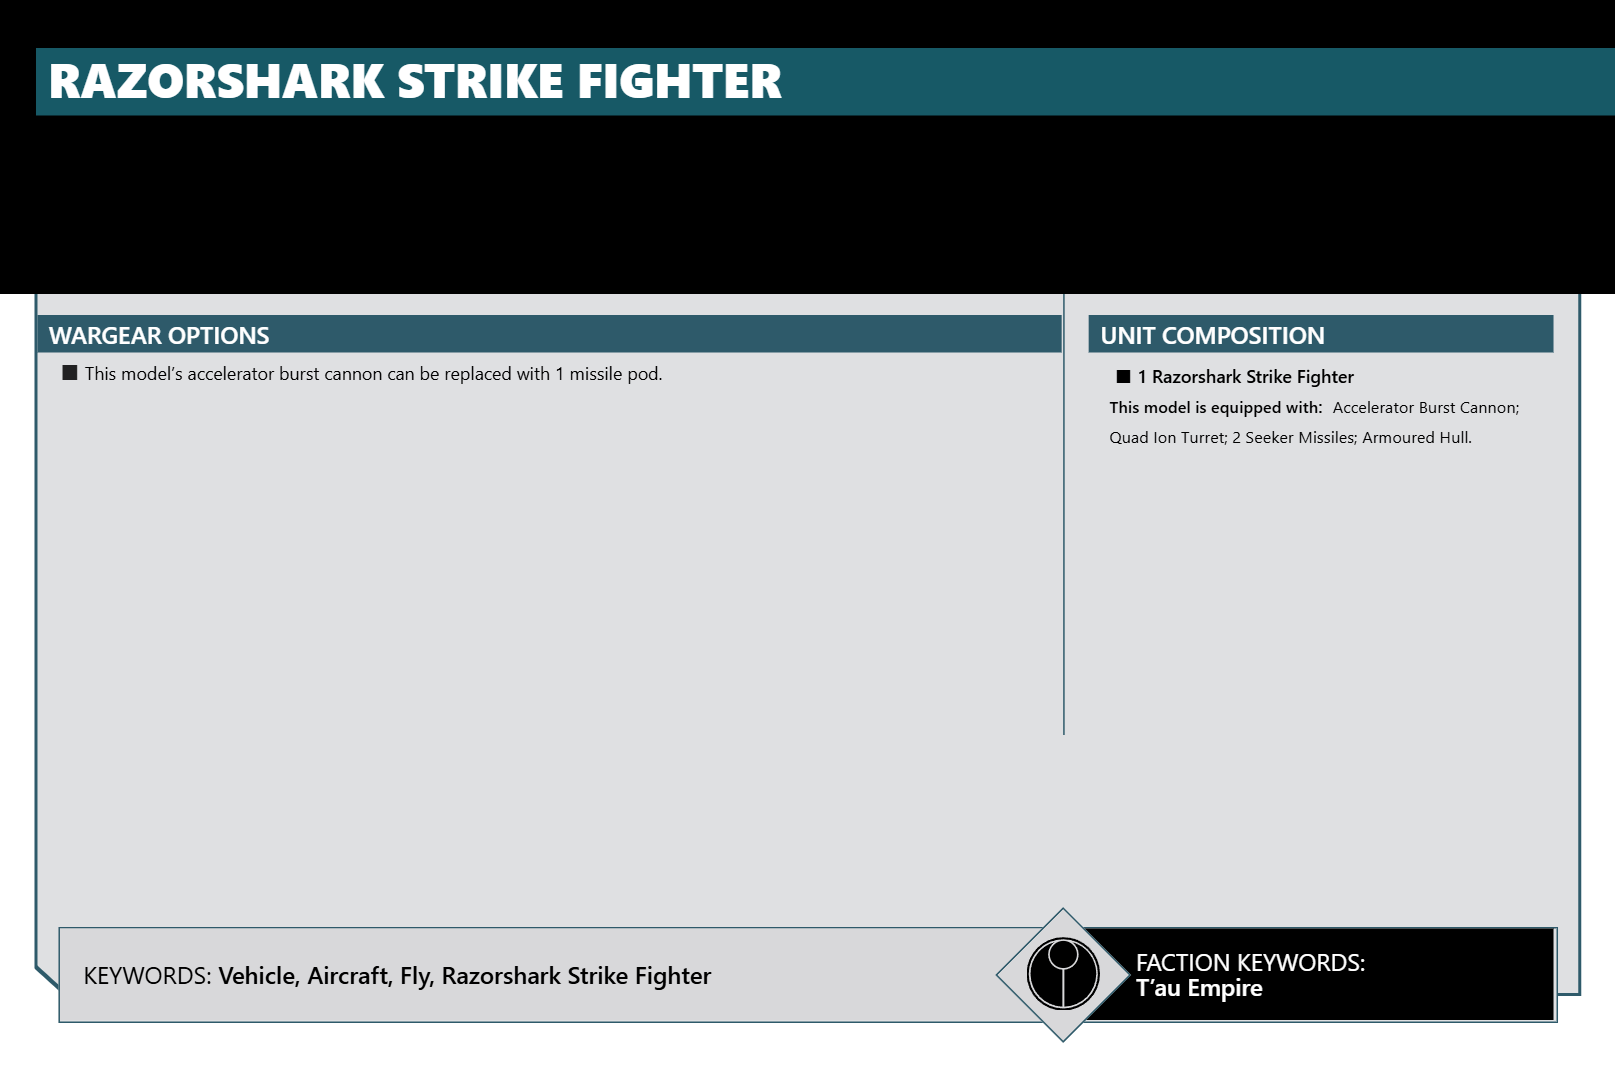 RAZORSHARK STRIKE FIGHTER
WARGEAR OPTIONS
■ This model’s accelerator burst cannon can be replaced with 1 missile pod.
UNIT COMPOSITION
■ 1 Razorshark Strike Fighter
This model is equipped with: Accelerator Burst Cannon;
Quad Ion Turret; 2 Seeker Missiles; Armoured Hull.
KEYWORDS: Vehicle, Aircraft, Fly, Razorshark Strike Fighter
FACTION KEYWORDS:
T’au Empire